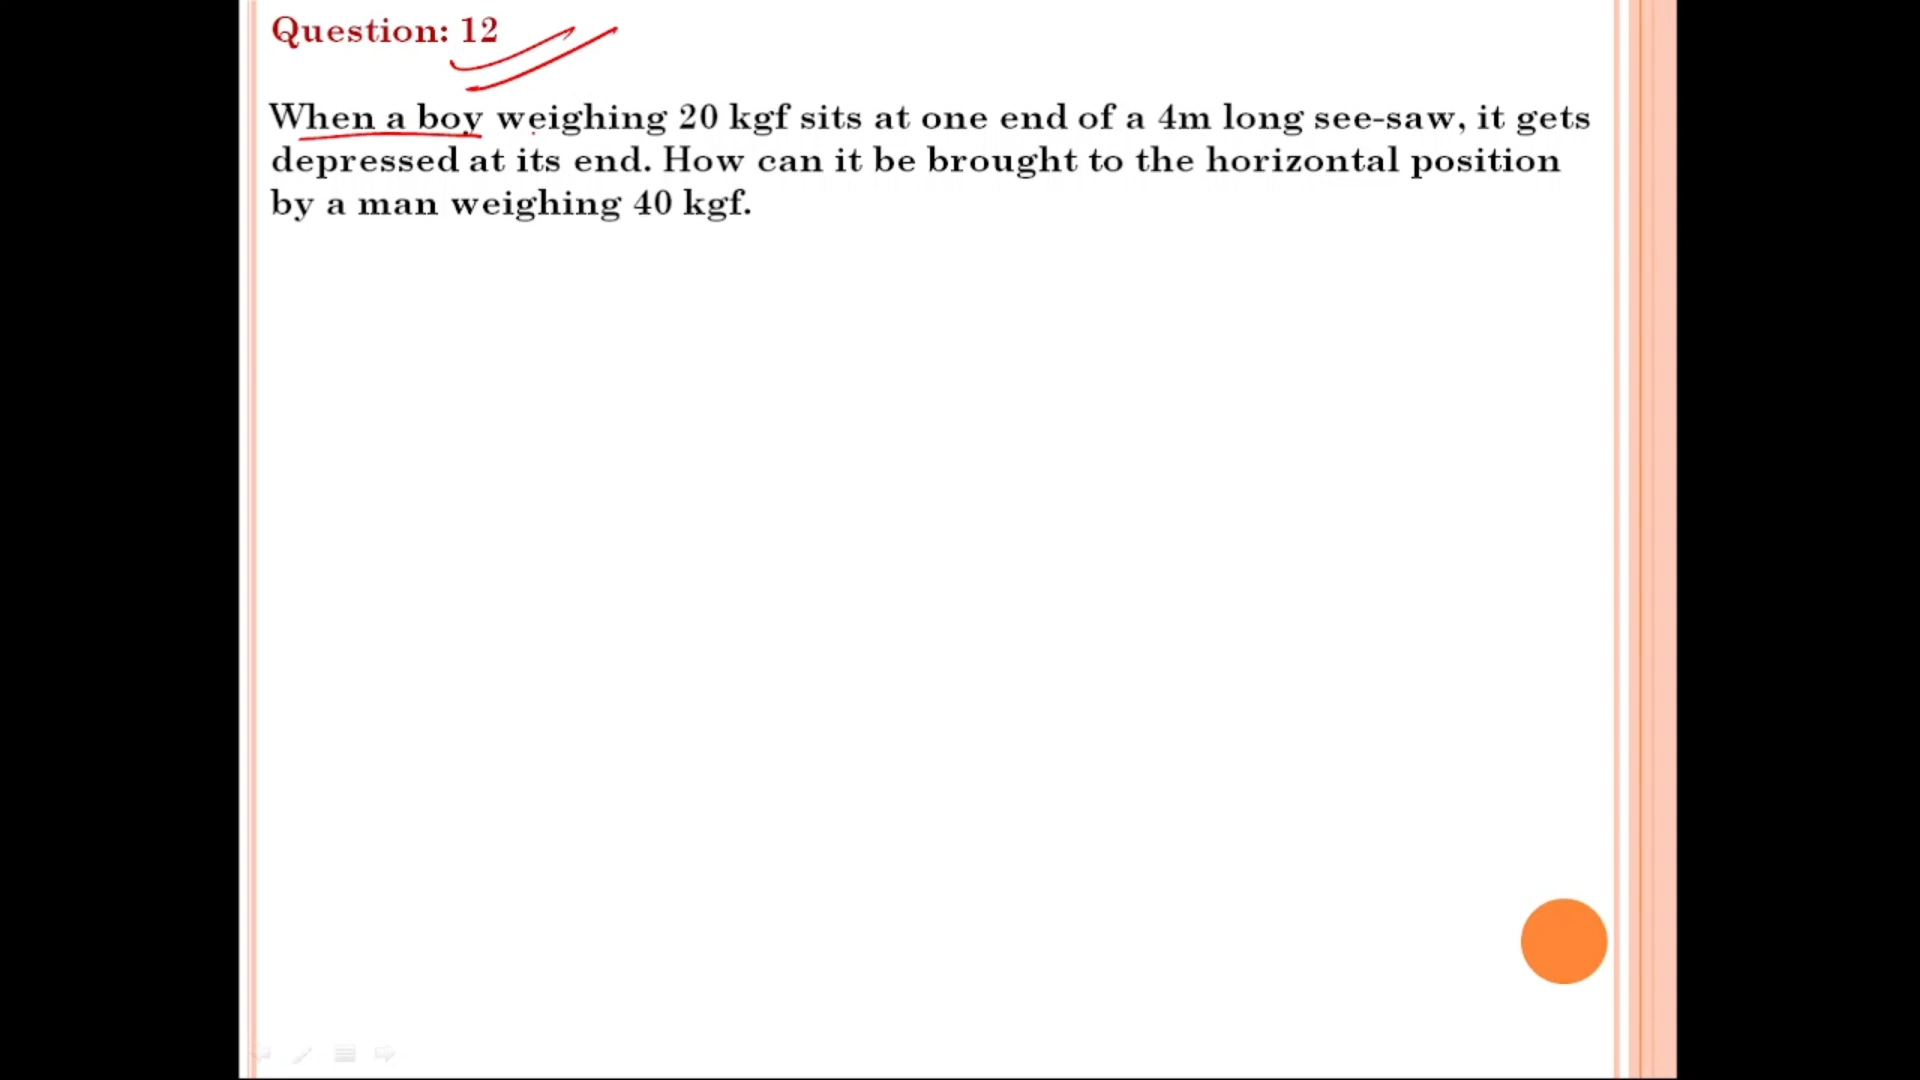 Question: 12
When a boy weighing 20 kgf sits at one end of a 4m long see-saw, it gets
depressed at its end. How can it be brought to the horizontal position
by a man weighing 40 kgf.